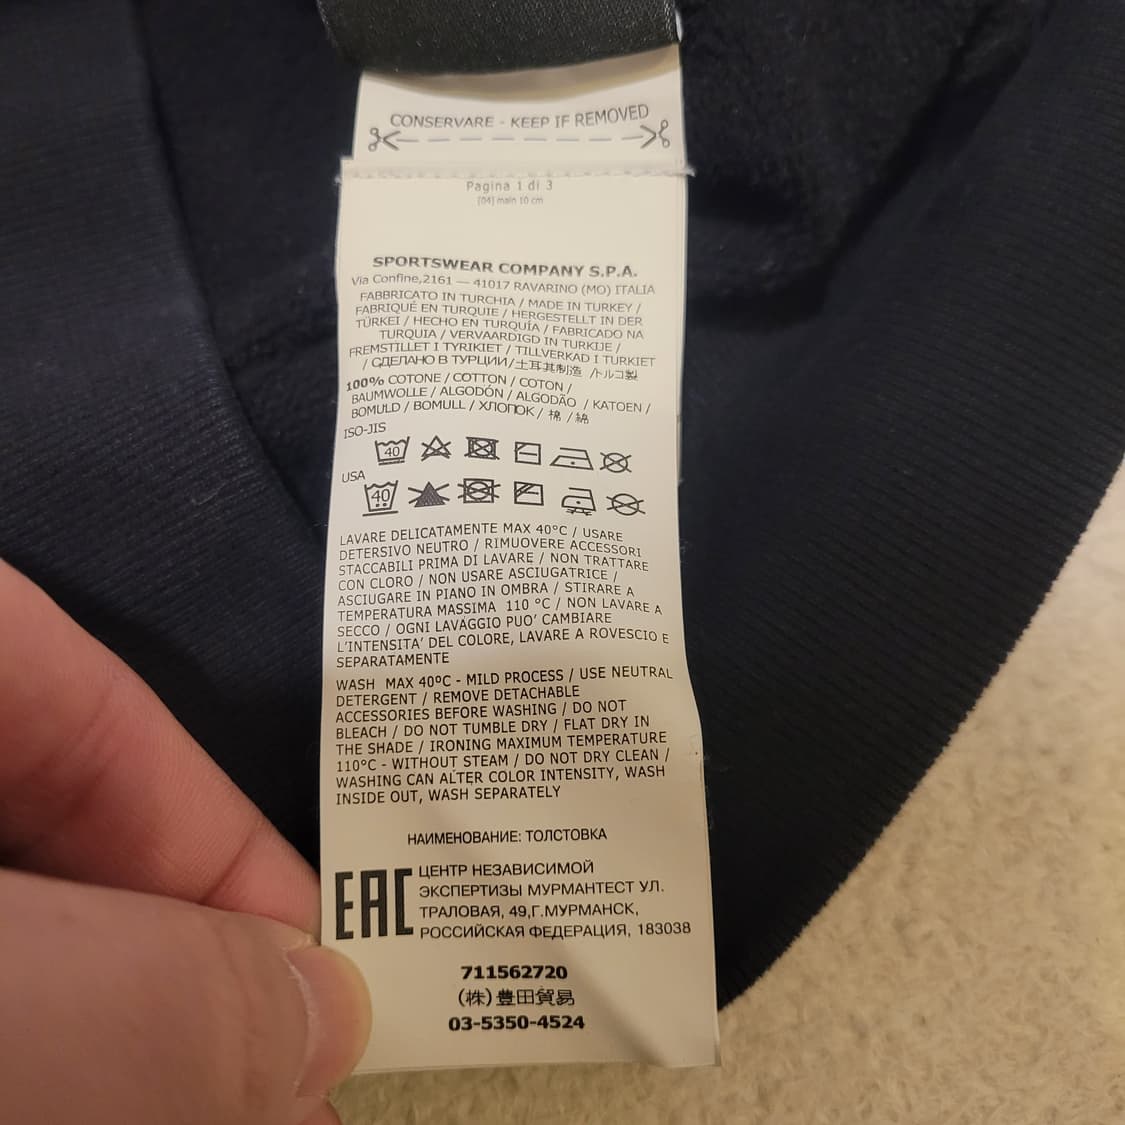 CONSERVARE - KEEP IF REMOVED
Pagina 1 di 3
[04] main 10 cm
SPORTSWEAR COMPANY S.P.A.
Via Confine,2161 — 41017 RAVARINO (MO) ITALIA
FABBRICATO IN TURCHIA / MADE IN TURKEY /
FABRIQUÉ EN TURQUIE / HERGESTELLT IN DER
TÜRKEI / HECHO EN TURQUÍA / FABRICADO NA
TURQUIA / VERVAARDIGD IN TURKIJE /
FREMSTILLET I TYRIKIET / TILLVERKAD I TURKIET
/ СДЕЛАНО В ТУРЦИИ/土耳其制造 /トルコ製
100% COTONE / COTTON / COTON /
BAUMWOLLE / ALGODÓN / ALGODÃO / KATOEN /
BOMULD / BOMULL / ХЛОПОК / 棉 / 綿
ISO-JIS
40
USA
40
LAVARE DELICATAMENTE MAX 40°C / USARE
DETERSIVO NEUTRO / RIMUOVERE ACCESSORI
STACCABILI PRIMA DI LAVARE / NON TRATTARE
CON CLORO / NON USARE ASCIUGATRICE /
ASCIUGARE IN PIANO IN OMBRA / STIRARE A
TEMPERATURA MASSIMA 110 °C / NON LAVARE A
SECCO / OGNI LAVAGGIO PUO' CAMBIARE
L'INTENSITA' DEL COLORE, LAVARE A ROVESCIO E
SEPARATAMENTE
WASH MAX 40ºC - MILD PROCESS / USE NEUTRAL
DETERGENT / REMOVE DETACHABLE
ACCESSORIES BEFORE WASHING / DO NOT
BLEACH / DO NOT TUMBLE DRY / FLAT DRY IN
THE SHADE / IRONING MAXIMUM TEMPERATURE
110°C - WITHOUT STEAM / DO NOT DRY CLEAN /
WASHING CAN ALTER COLOR INTENSITY, WASH
INSIDE OUT, WASH SEPARATELY
НАИМЕНОВАНИЕ: ТОЛСТОВКА
EAC
ЦЕНТР НЕЗАВИСИМОЙ
ЭКСПЕРТИЗЫ МУРМАНТЕСТ УЛ.
ТРАЛОВАЯ, 49,Г.МУРМАНСК,
РОССИЙСКАЯ ФЕДЕРАЦИЯ, 183038
711562720
(株)豊田貿易
03-5350-4524